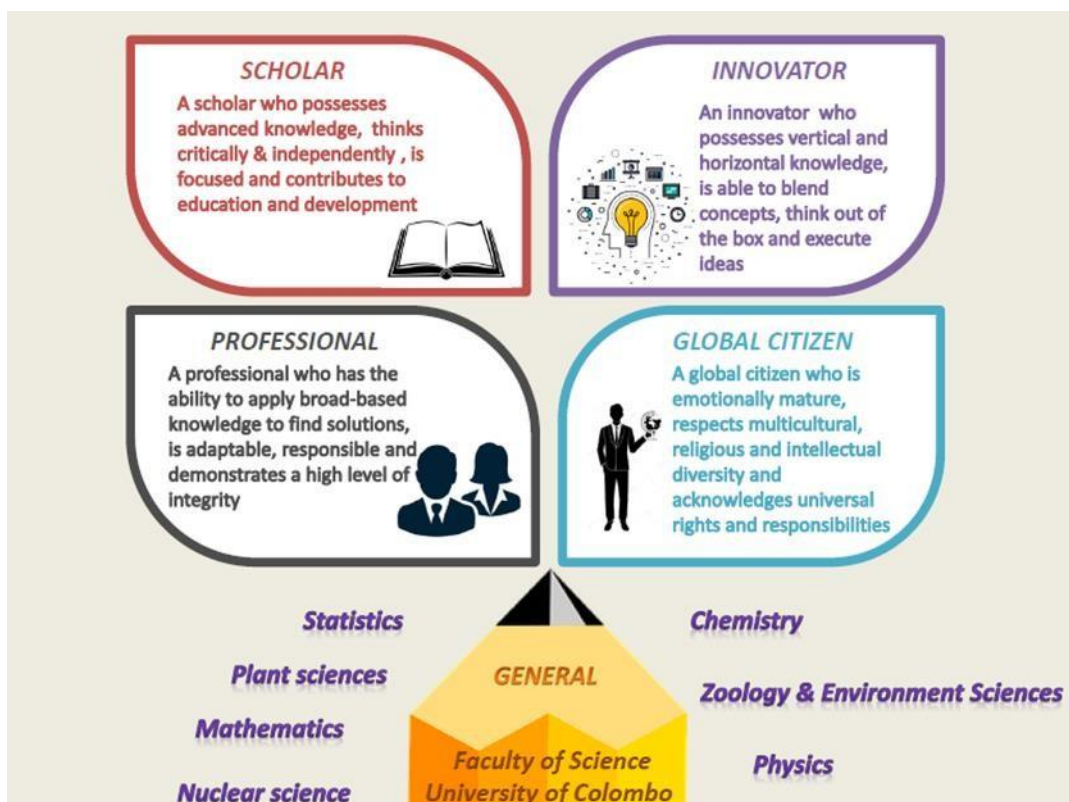 SCHOLAR
A scholar who possesses
advanced knowledge, thinks
critically & independently , is
focused and contributes to
education and development
INNOVATOR
An innovator who
possesses vertical and
horizontal knowledge,
is able to blend
concepts, think out of
the box and execute
ideas
PROFESSIONAL
A professional who has the
ability to apply broad-based
knowledge to find solutions,
is adaptable, responsible and
demonstrates a high level of
integrity
GLOBAL CITIZEN
A global citizen who is
emotionally mature,
respects multicultural,
religious and intellectual
diversity and
acknowledges universal
rights and responsibilities
Statistics
Plant sciences
Mathematics
Nuclear science
GENERAL
Faculty of Science
University of Colombo
Chemistry
Zoology & Environment Sciences
Physics